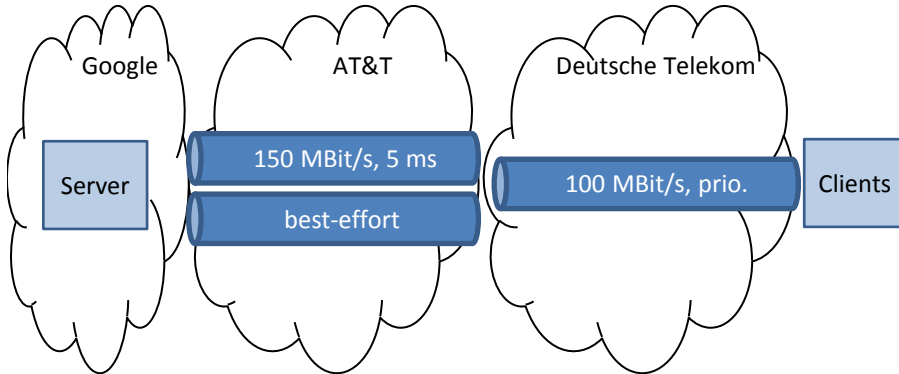 Google
AT&T
Deutsche Telekom
Server
150 MBit/s, 5 ms
best-effort
100 MBit/s, prio.
Clients